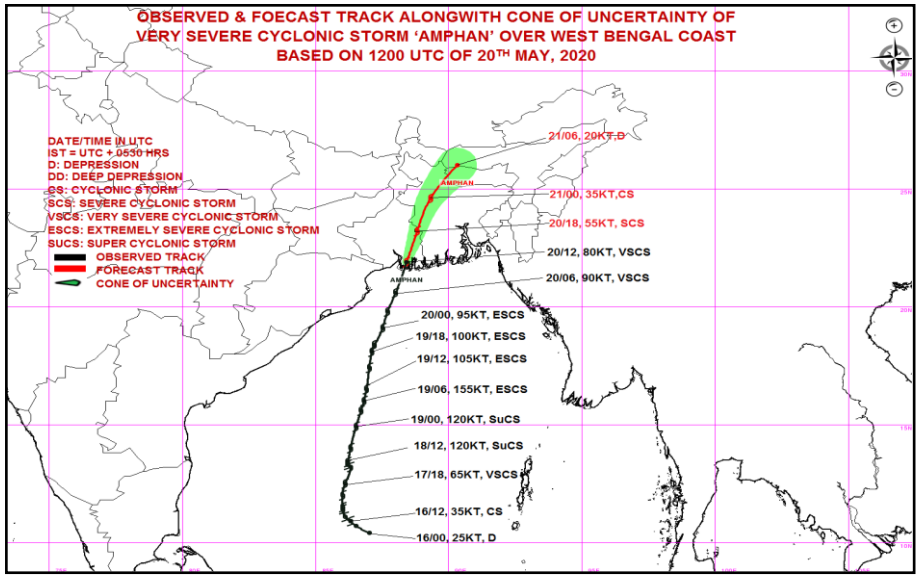 OBSERVED & FOECAST TRACK ALONGWITH CONE OF UNCERTAINTY OF
VERY SEVERE CYCLONIC STORM ‘AMPHAN’ OVER WEST BENGAL COAST
BASED ON 1200 UTC OF 20TH MAY, 2020
DATE/TIME IN UTC
IST = UTC + 0530 HRS
D: DEPRESSION
DD: DEEP DEPRESSION
CS: CYCLONIC STORM
SCS: SEVERE CYCLONIC STORM
VSCS: VERY SEVERE CYCLONIC STORM
ESCS: EXTREMELY SEVERE CYCLONIC STORM
SUCS: SUPER CYCLONIC STORM
OBSERVED TRACK
FORECAST TRACK
CONE OF UNCERTAINTY
21/06, 20KT,D
AMPHAN
21/00, 35KT,CS
20/18, 55KT, SCS
20/12, 80KT, VSCS
AMPHAN
20/06, 90KT, VSCS
20/00, 95KT, ESCS
19/18, 100KT, ESCS
19/12, 105KT, ESCS
19/06, 155KT, ESCS
19/00, 120KT, SuCS
18/12, 120KT, SuCS
17/18, 65KT, VSCS
16/12, 35KT, CS
16/00, 25KT, D